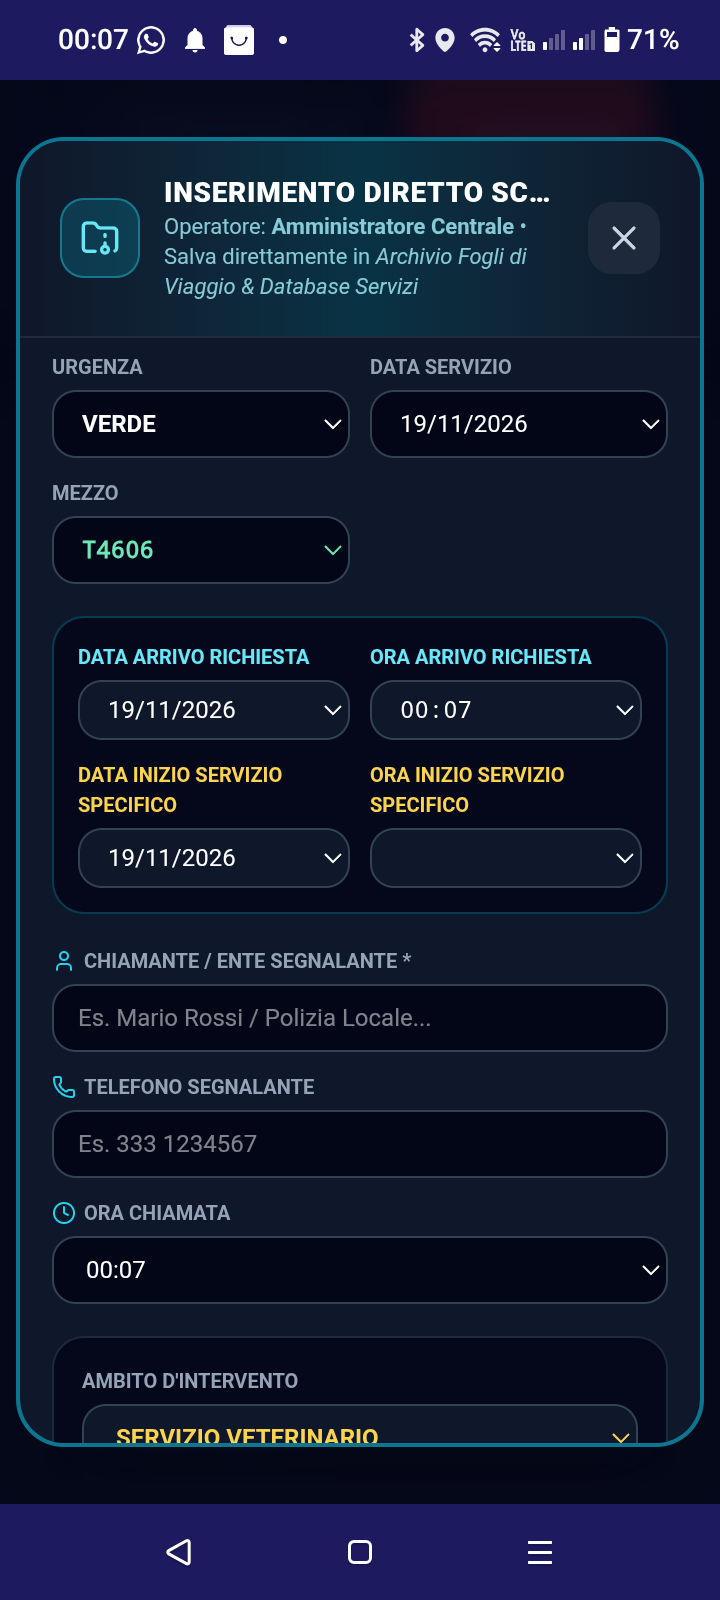 00:07
Vo
LTE
71%
INSERIMENTO DIRETTO SC...
Operatore: Amministratore Centrale •
Salva direttamente in Archivio Fogli di
Viaggio & Database Servizi
URGENZA
DATA SERVIZIO
VERDE
19/11/2026
MEZZO
T4606
DATA ARRIVO RICHIESTA
ORA ARRIVO RICHIESTA
19/11/2026
00:07
DATA INIZIO SERVIZIO
SPECIFICO
ORA INIZIO SERVIZIO
SPECIFICO
19/11/2026
CHIAMANTE / ENTE SEGNALANTE *
Es. Mario Rossi / Polizia Locale...
TELEFONO SEGNALANTE
Es. 333 1234567
ORA CHIAMATA
00:07
AMBITO D'INTERVENTO
SERVIZIO VETERINARIO